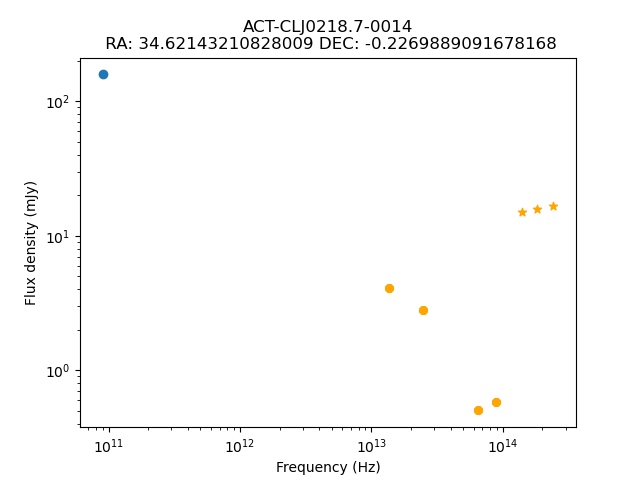 ACT-CLJ0218.7-0014
RA: 34.62143210828009 DEC: -0.2269889091678168
Flux density (mJy)
10²
10¹
10⁰
10¹¹
10¹²
10¹³
10¹⁴
Frequency (Hz)